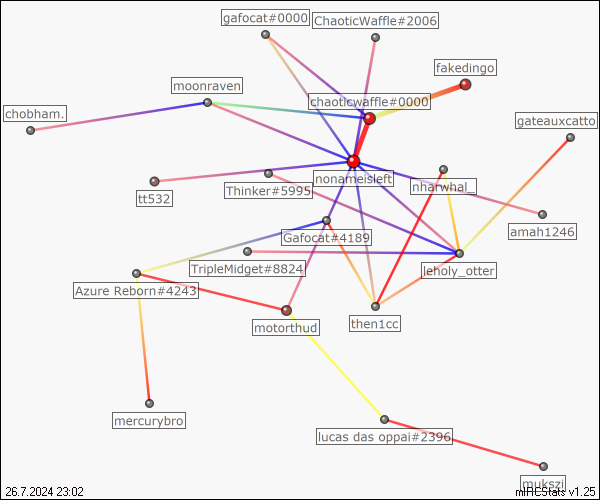 gafocat#0000
ChaoticWaffle#2006
fakedingo
moonraven
chaoticwaffle#0000
chobham.
gateauxcatto
nonameisleft
nharwhal_
tt532
Thinker#5995
amah1246
Gafocat#4189
TripleMidget#8824
jeholy_otter
Azure Reborn#4243
motorthud
then1cc
mercurybro
lucas das oppai#2396
mukszi
26.7.2024 23:02
mIRCStats v1.25